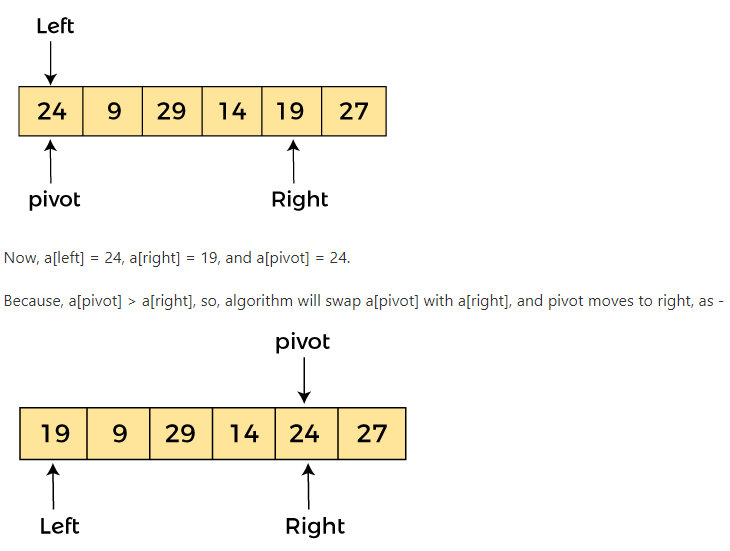 Left
24 9 29 14 19 27
pivot Right
Now, a[left] = 24, a[right] = 19, and a[pivot] = 24.
Because, a[pivot] > a[right], so, algorithm will swap a[pivot] with a[right], and pivot moves to right, as -
pivot
19 9 29 14 24 27
Left Right